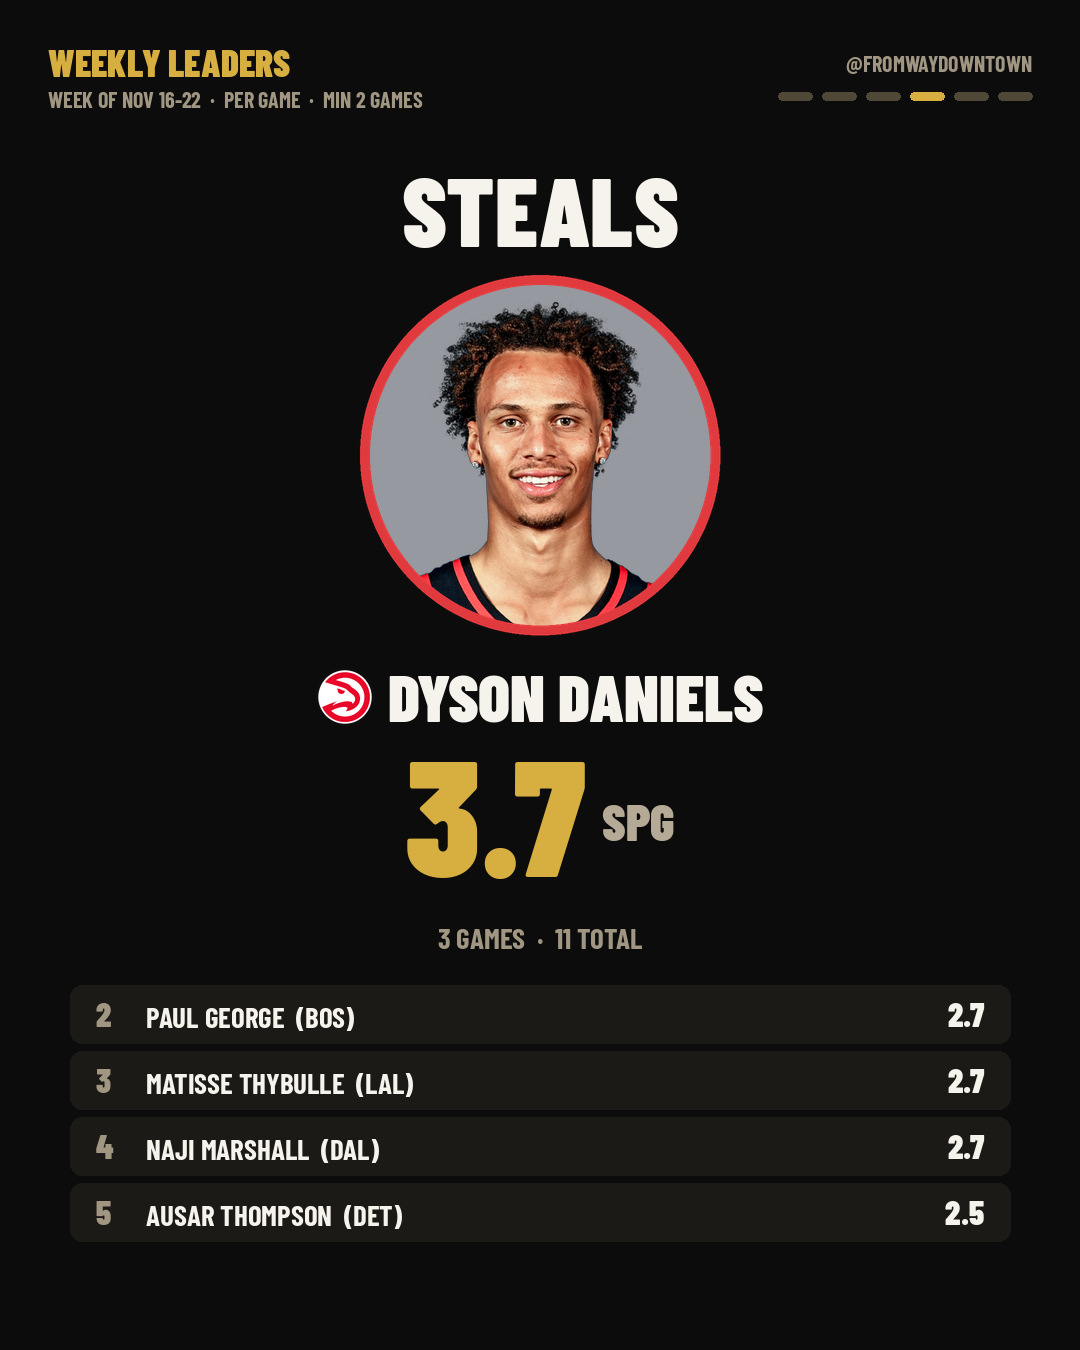 WEEKLY LEADERS
@FROMWAYDOWNTOWN
WEEK OF NOV 16-22 · PER GAME · MIN 2 GAMES
STEALS
DYSON DANIELS
3.7 SPG
3 GAMES · 11 TOTAL
2 PAUL GEORGE (BOS) 2.7
3 MATISSE THYBULLE (LAL) 2.7
4 NAJI MARSHALL (DAL) 2.7
5 AUSAR THOMPSON (DET) 2.5